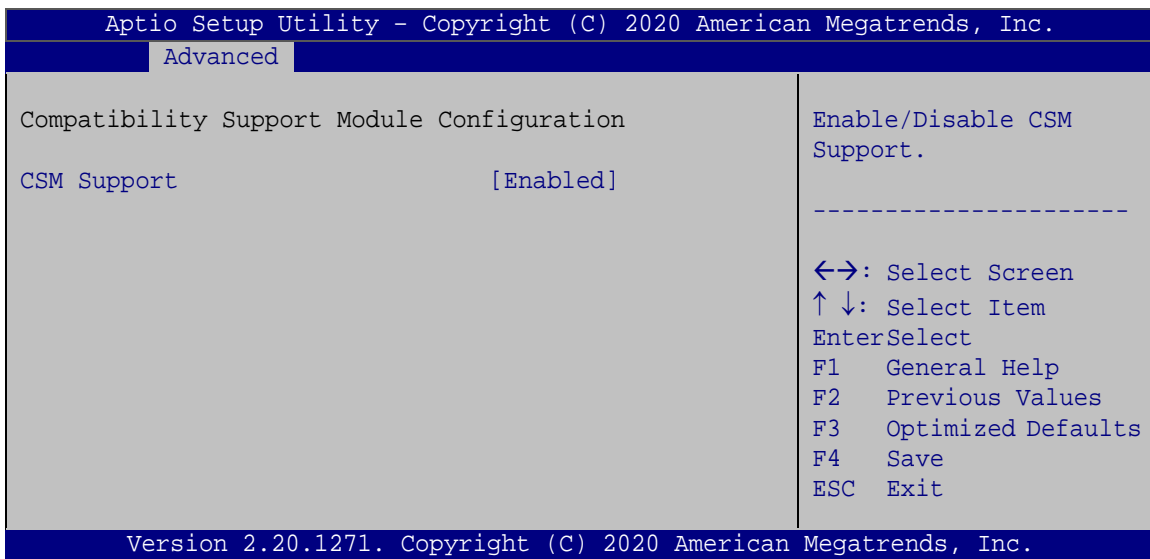 Aptio Setup Utility – Copyright (C) 2020 American Megatrends, Inc.
Advanced
Compatibility Support Module Configuration
CSM Support [Enabled]
Enable/Disable CSM
Support.
----------------------
←→: Select Screen
↑ ↓: Select Item
EnterSelect
F1 General Help
F2 Previous Values
F3 Optimized Defaults
F4 Save
ESC Exit
Version 2.20.1271. Copyright (C) 2020 American Megatrends, Inc.